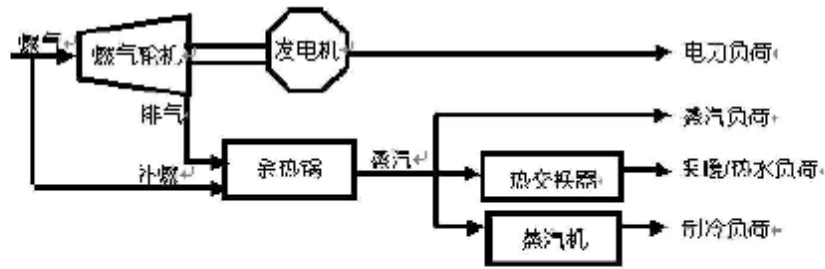 燃气
燃气轮机
发电机
电力负荷
排气
蒸汽负荷
补燃
余热锅
蒸汽
热交换器
采暖/热水负荷
蒸汽机
制冷负荷